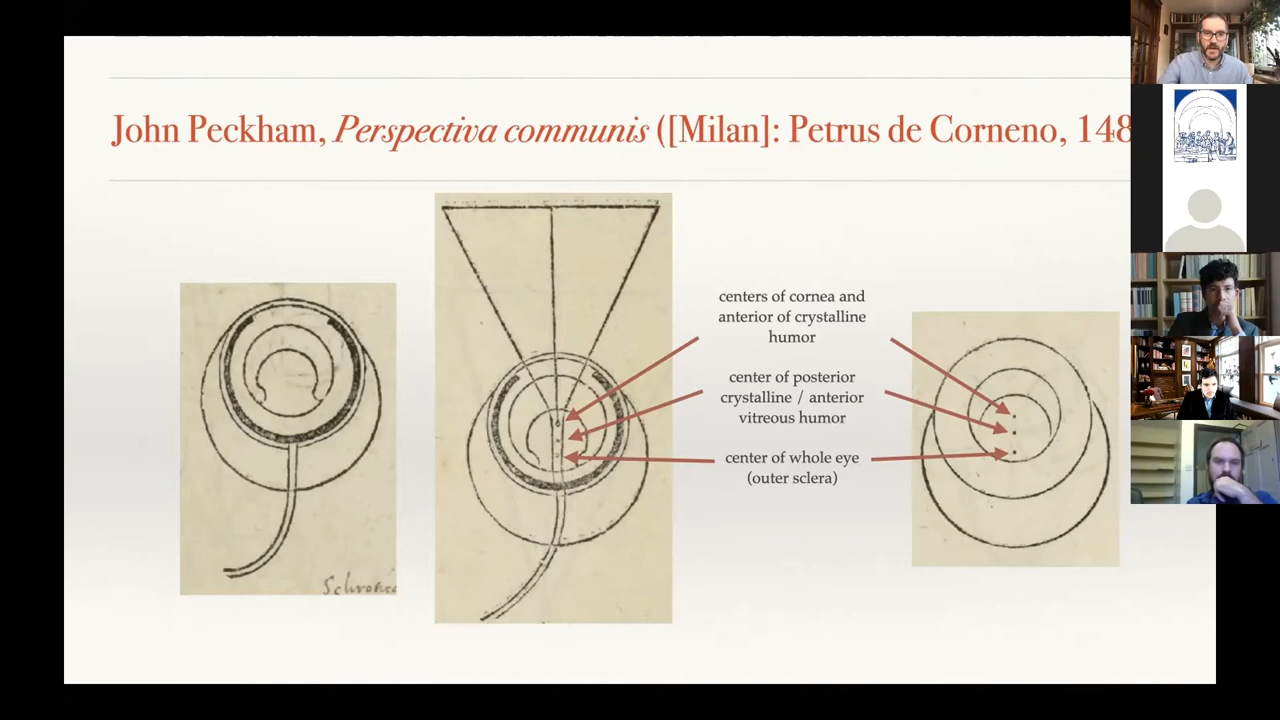 John Peckham, Perspectiva communis ([Milan]: Petrus de Corneno, 148
centers of cornea and
anterior of crystalline
humor
center of posterior
crystalline / anterior
vitreous humor
center of whole eye
(outer sclera)